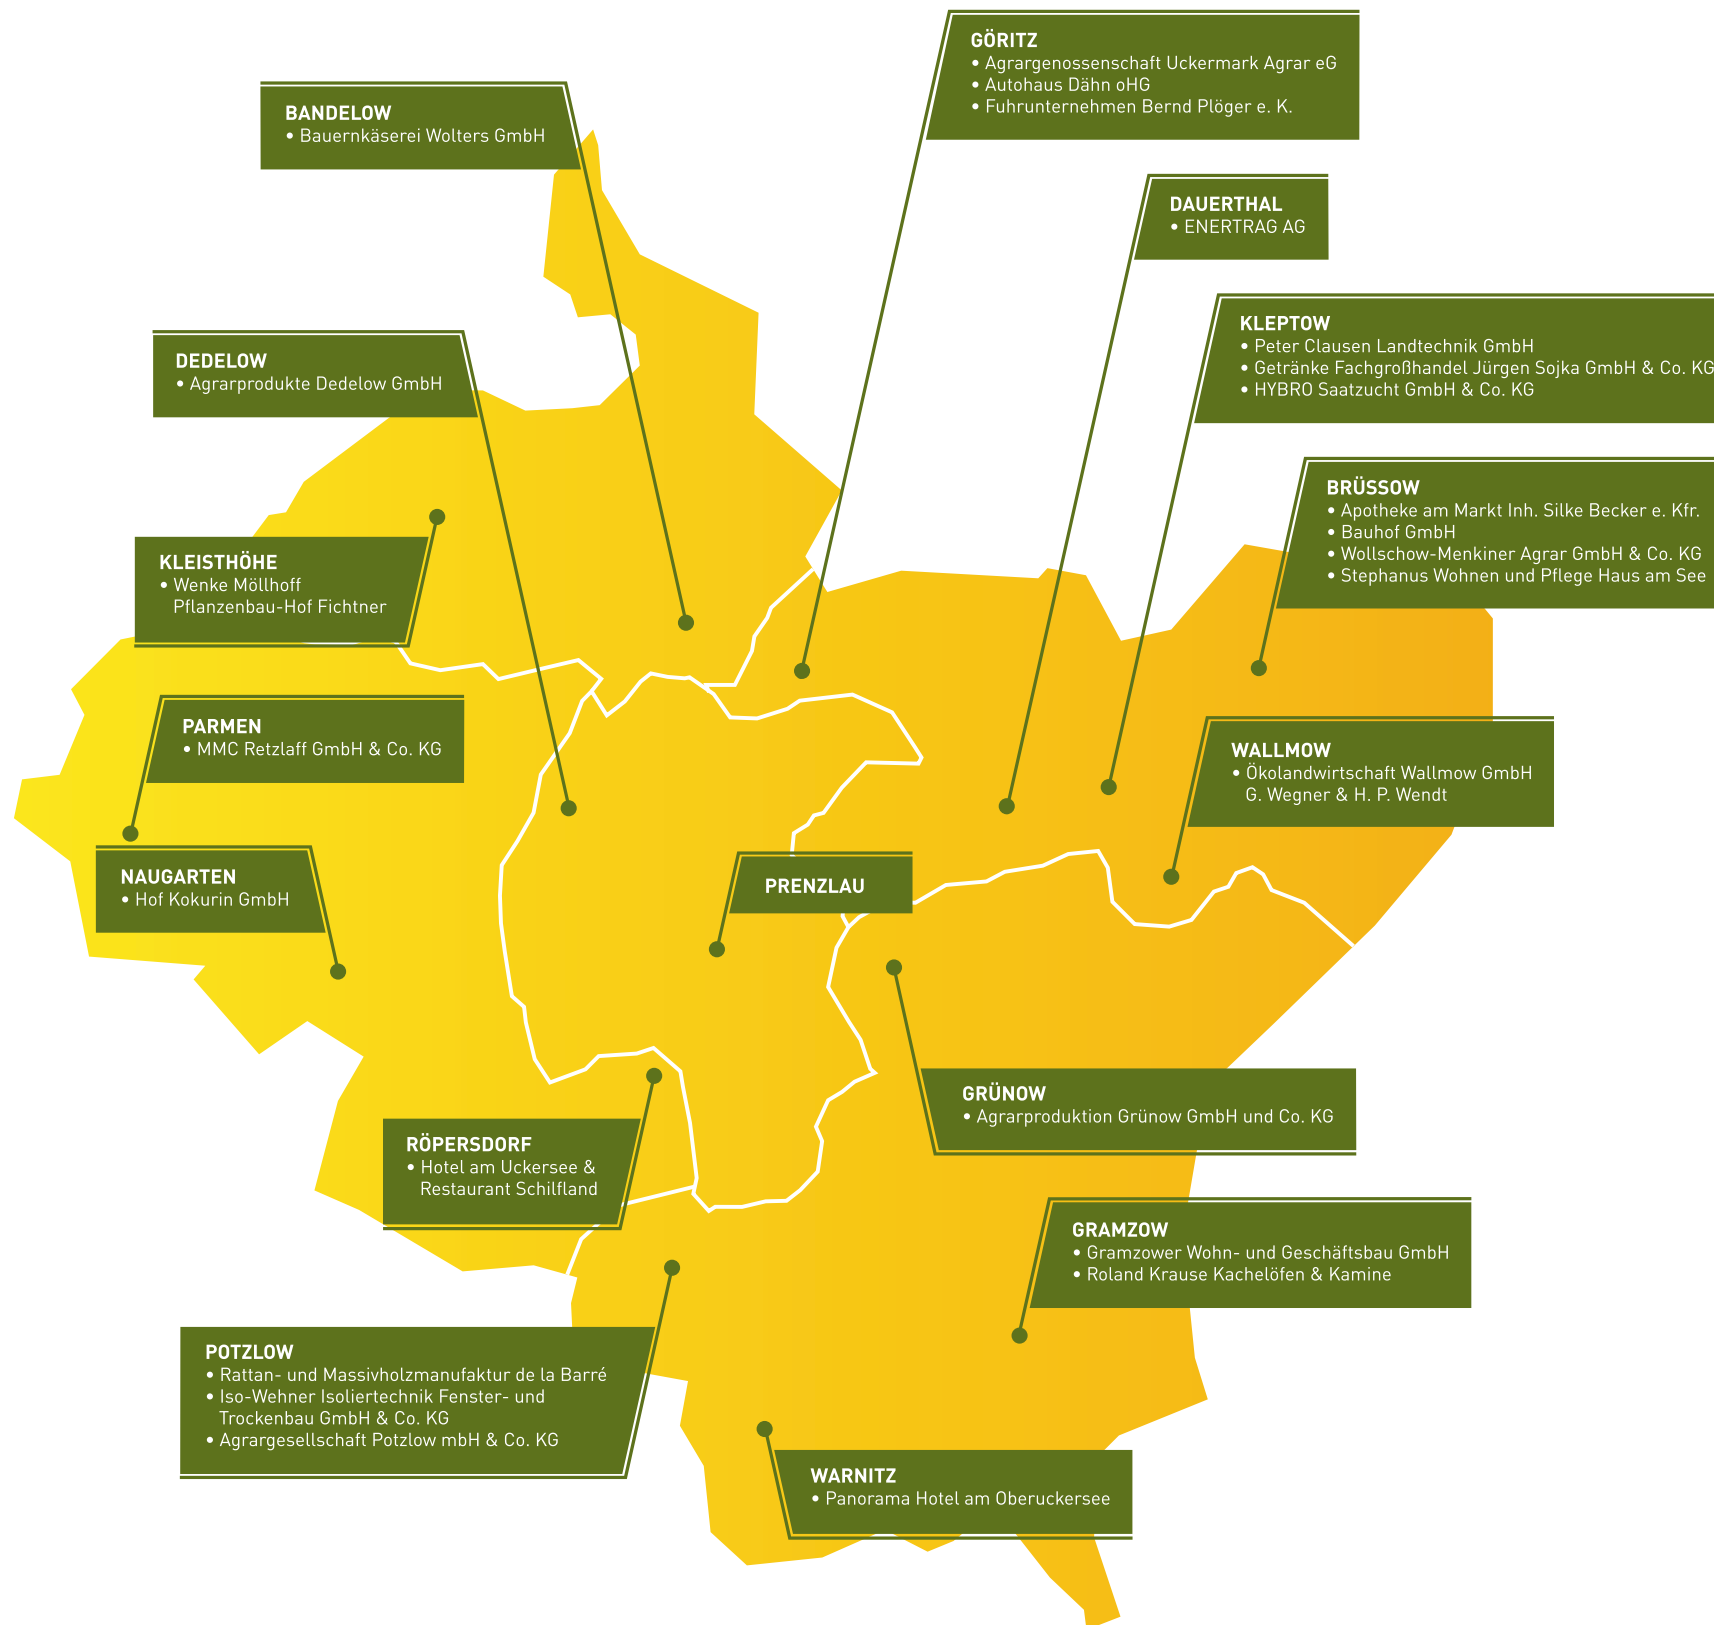 GÖRITZ
• Agrargenossenschaft Uckermark Agrar eG
• Autohaus Dähn oHG
• Fuhrunternehmen Bernd Plöger e. K.
BANDELOW
• Bauernkäserei Wolters GmbH
DAUERTHAL
• ENERTRAG AG
KLEPTOW
• Peter Clausen Landtechnik GmbH
• Getränke Fachgroßhandel Jürgen Sojka GmbH & Co. KG
• HYBRO Saatzucht GmbH & Co. KG
DEDELOW
• Agrarprodukte Dedelow GmbH
BRÜSSOW
• Apotheke am Markt Inh. Silke Becker e. Kfr.
• Bauhof GmbH
• Wollschow-Menkiner Agrar GmbH & Co. KG
• Stephanus Wohnen und Pflege Haus am See
KLEISTHÖHE
• Wenke Möllhoff
Pflanzenbau-Hof Fichtner
PARMEN
• MMC Retzlaff GmbH & Co. KG
WALLMOW
• Ökolandwirtschaft Wallmow GmbH
G. Wegner & H. P. Wendt
NAUGARTEN
• Hof Kokurin GmbH
PRENZLAU
GRÜNOW
• Agrarproduktion Grünow GmbH und Co. KG
RÖPERSDORF
• Hotel am Uckersee &
Restaurant Schilfland
GRAMZOW
• Gramzower Wohn- und Geschäftsbau GmbH
• Roland Krause Kachelöfen & Kamine
POTZLOW
• Rattan- und Massivholzmanufaktur de la Barré
• Iso-Wehner Isoliertechnik Fenster- und
Trockenbau GmbH & Co. KG
• Agrargesellschaft Potzlow mbH & Co. KG
WARNITZ
• Panorama Hotel am Oberuckersee